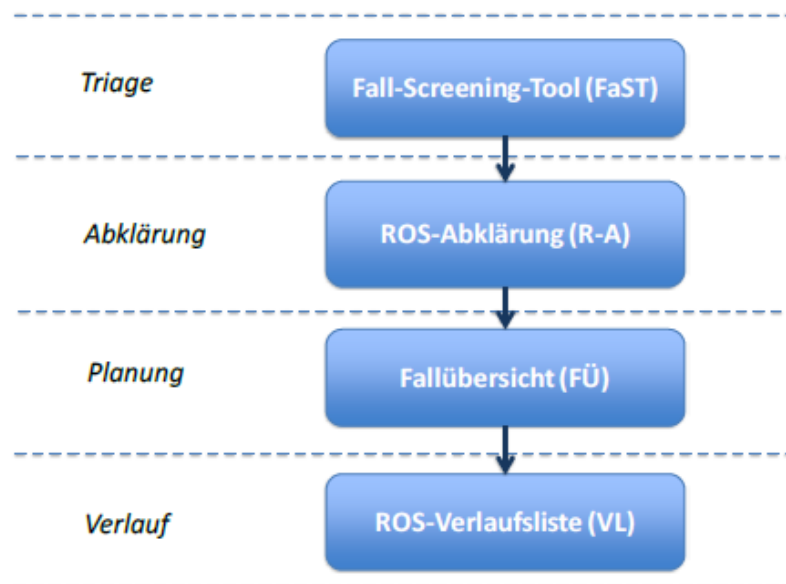 Triage
Fall-Screening-Tool (FaST)
Abklärung
ROS-Abklärung (R-A)
Planung
Fallübersicht (FÜ)
Verlauf
ROS-Verlaufsliste (VL)